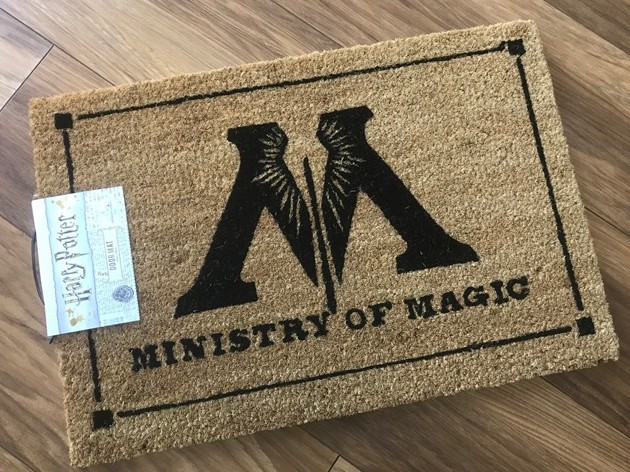 M
MINISTRY OF MAGIC
Harry Potter
DOOR MAT